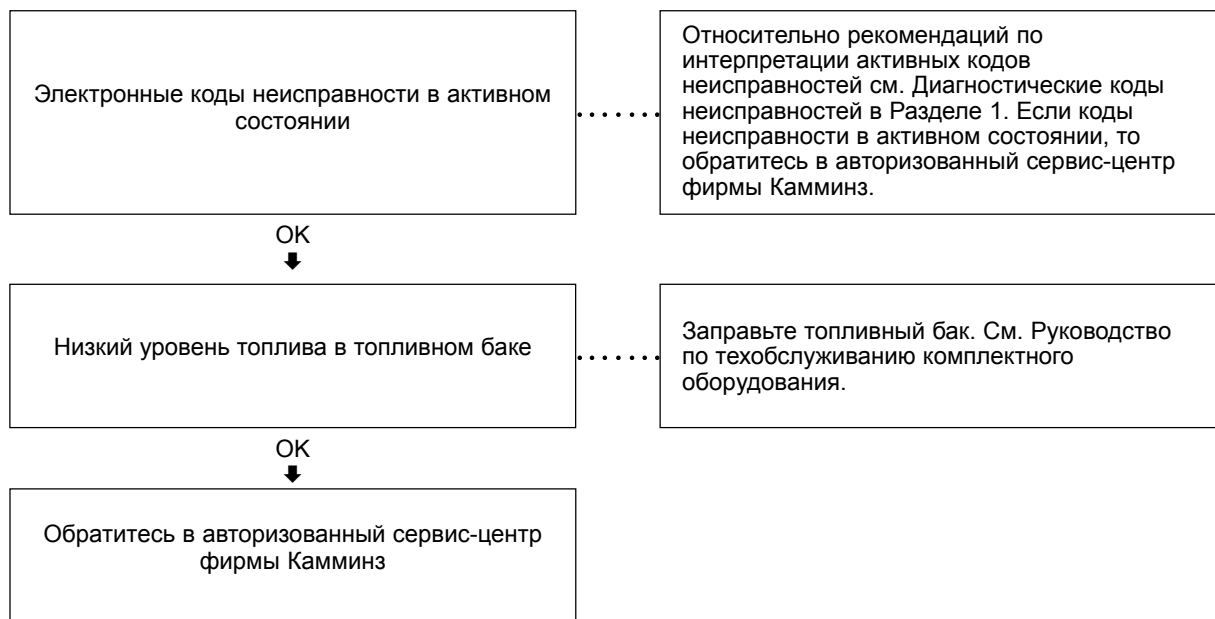 Электронные коды неисправности в активном
состоянии
Относительно рекомендаций по
интерпретации активных кодов
неисправностей см. Диагностические коды
неисправностей в Разделе 1. Если коды
неисправности в активном состоянии, то
обратитесь в авторизованный сервис-центр
фирмы Камминз.
OK
Низкий уровень топлива в топливном баке
Заправьте топливный бак. См. Руководство
по техобслуживанию комплектного
оборудования.
OK
Обратитесь в авторизованный сервис-центр
фирмы Камминз